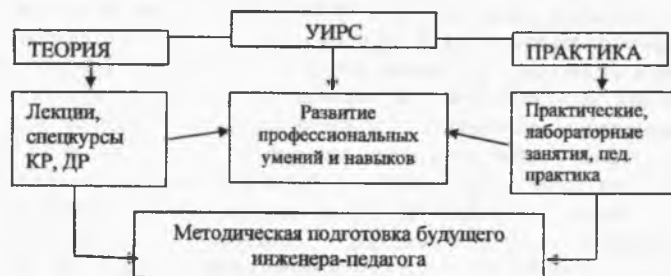 УИРС
ТЕОРИЯ
ПРАКТИКА
Лекции,
спецкурсы
КР, ДР
Развитие
профессиональных
умений и навыков
Практические,
лабораторные
занятия, пед.
практика
Методическая подготовка будущего
инженера-педагога